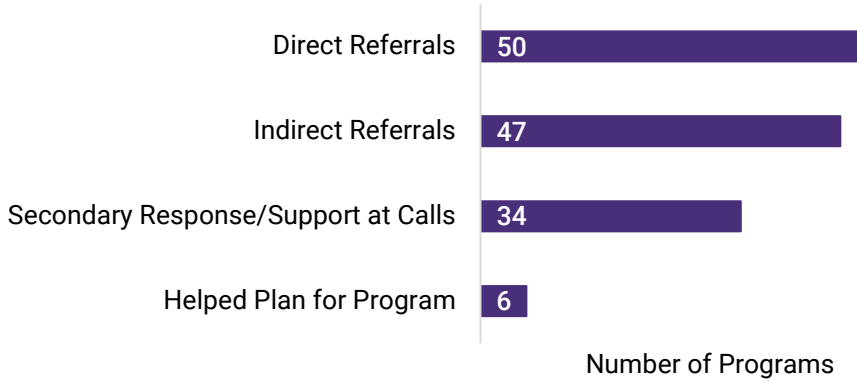 Direct Referrals 50
Indirect Referrals 47
Secondary Response/Support at Calls 34
Helped Plan for Program 6
Number of Programs